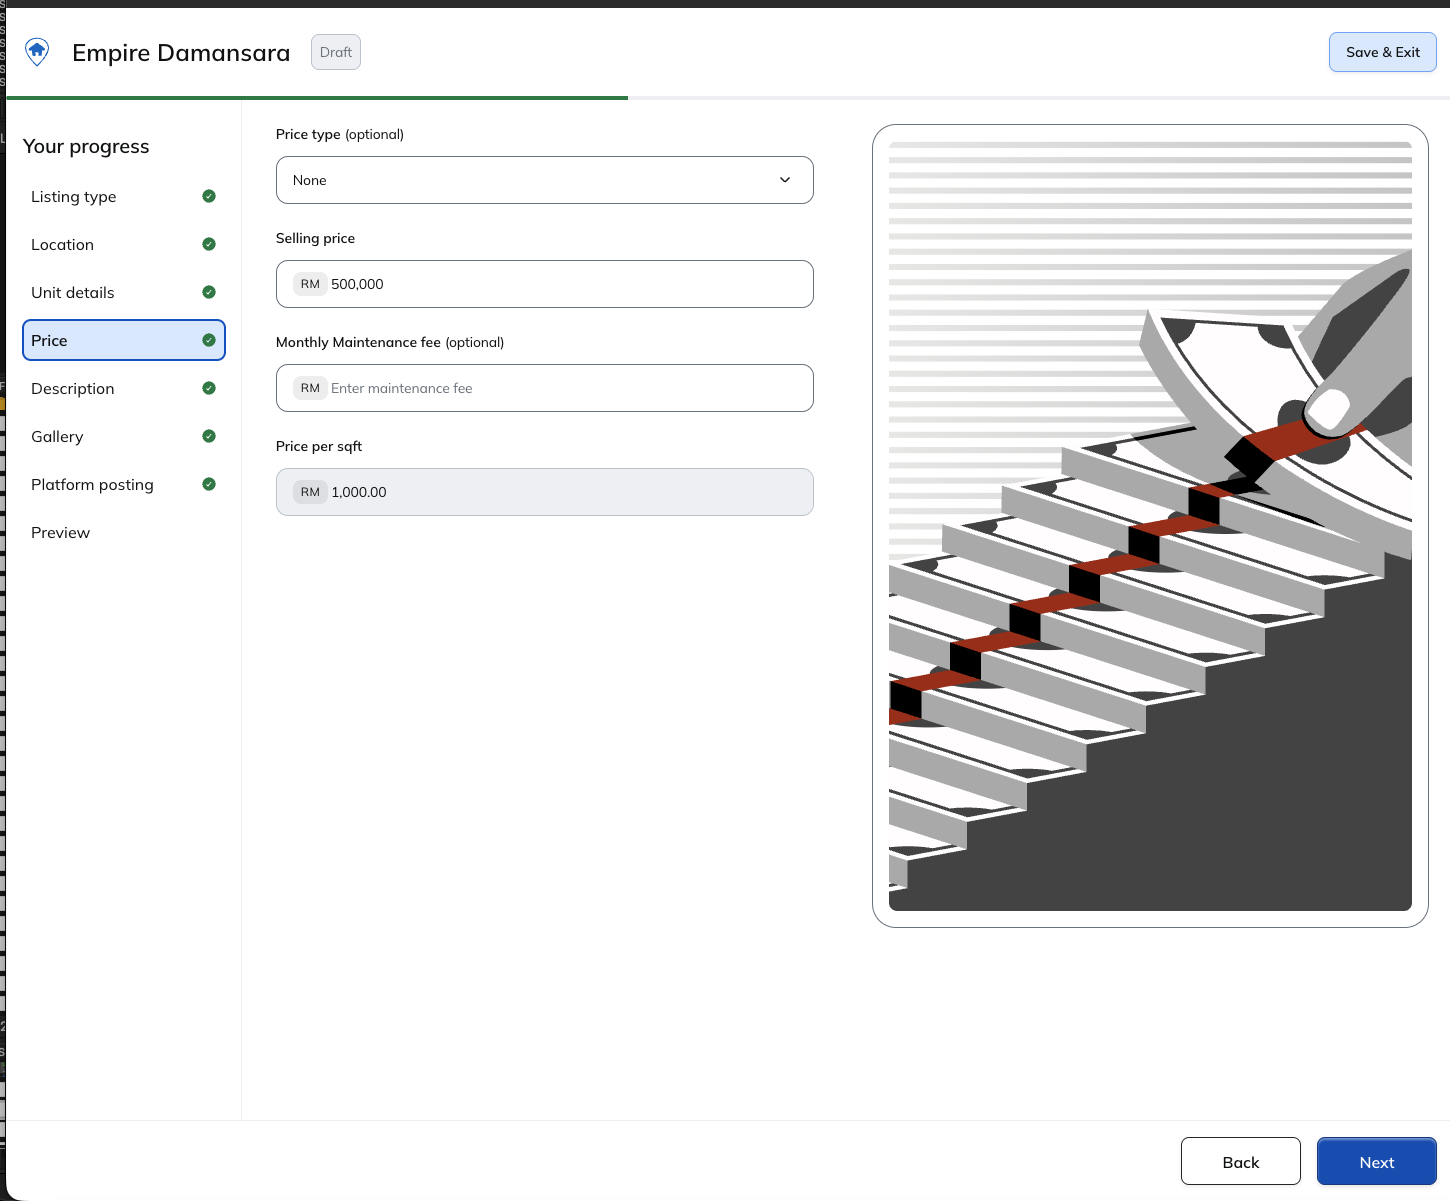 Empire Damansara
Draft
Save & Exit
Your progress
Listing type
Location
Unit details
Price
Description
Gallery
Platform posting
Preview
Price type (optional)
None
Selling price
RM 500,000
Monthly Maintenance fee (optional)
RM Enter maintenance fee
Price per sqft
RM 1,000.00
Back
Next